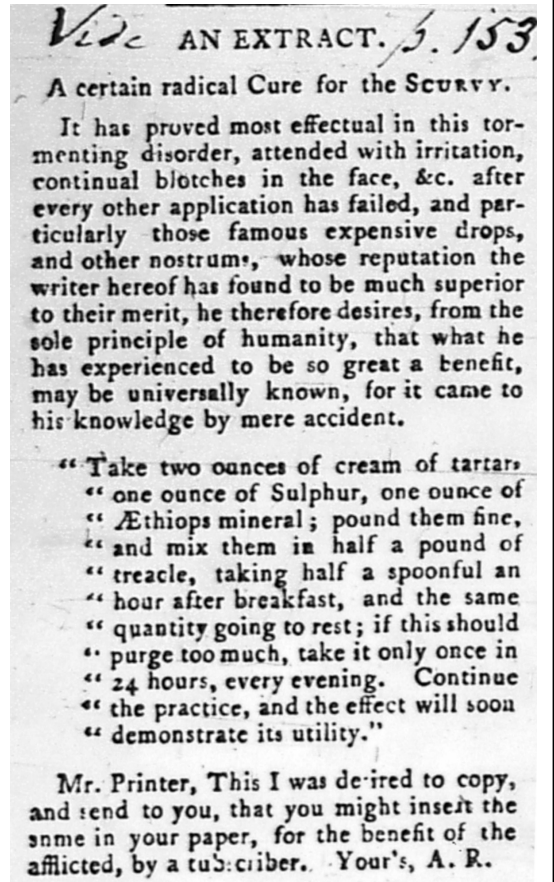 Vide AN EXTRACT. p. 153
A certain radical Cure for the SCURVY.
It has proved most effectual in this tor-
menting disorder, attended with irritation,
continual blotches in the face, &c. after
every other application has failed, and par-
ticularly those famous expensive drops,
and other nostrums, whose reputation the
writer hereof has found to be much superior
to their merit, he therefore desires, from the
sole principle of humanity, that what he
has experienced to be so great a benefit,
may be universally known, for it came to
his knowledge by mere accident.
“ Take two ounces of cream of tartar,
“ one ounce of Sulphur, one ounce of
“ Æthiops mineral; pound them fine,
“ and mix them in half a pound of
“ treacle, taking half a spoonful an
“ hour after breakfast, and the same
“ quantity going to rest; if this should
“ purge too much, take it only once in
“ 24 hours, every evening. Continue
“ the practice, and the effect will soon
“ demonstrate its utility.”
Mr. Printer, This I was desired to copy,
and send to you, that you might insert the
snme in your paper, for the benefit of the
afflicted, by a subscriber. Your's, A. R.